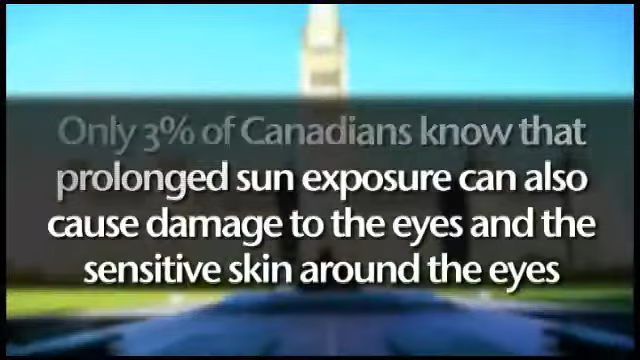 Only 3% of Canadians know that
prolonged sun exposure can also
cause damage to the eyes and the
sensitive skin around the eyes